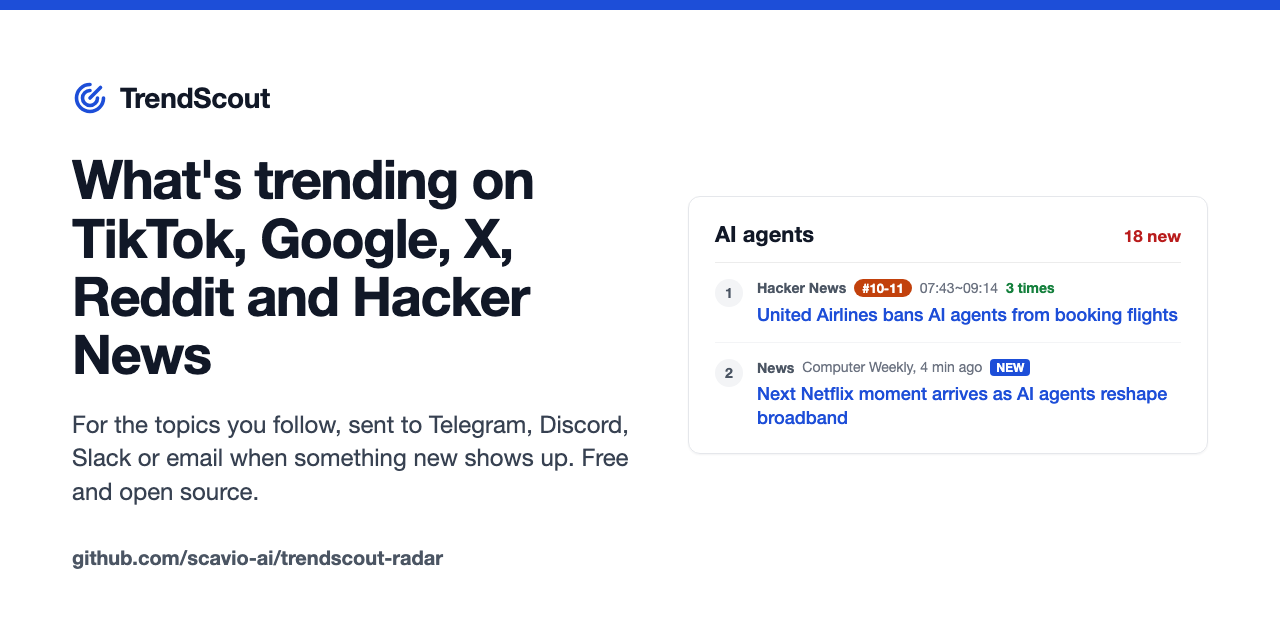 TrendScout
What's trending on
TikTok, Google, X,
Reddit and Hacker
News
For the topics you follow, sent to Telegram, Discord,
Slack or email when something new shows up. Free
and open source.
github.com/scavio-ai/trendscout-radar
AI agents 18 new
1 Hacker News #10-11 07:43~09:14 3 times
United Airlines bans AI agents from booking flights
2 News Computer Weekly, 4 min ago NEW
Next Netflix moment arrives as AI agents reshape
broadband